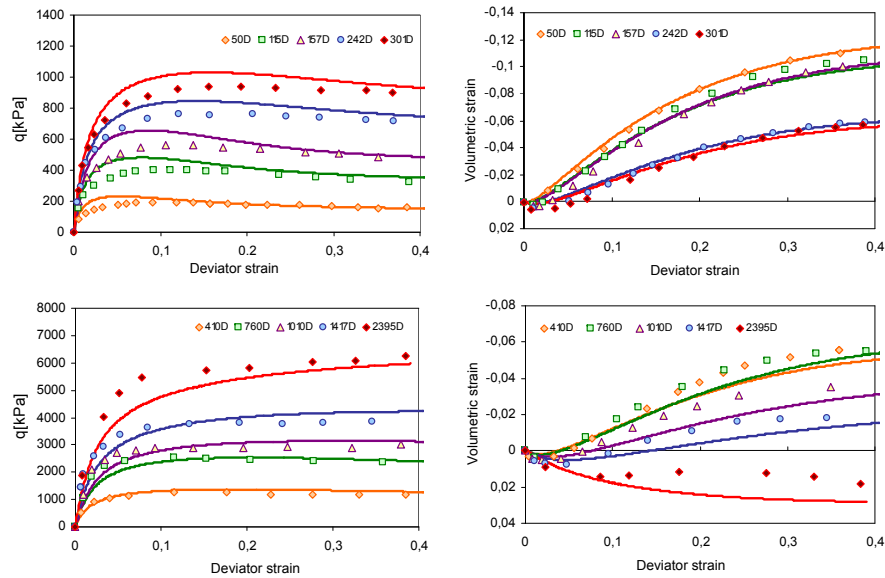 1400
1200
1000
800
600
400
200
0
q[kPa]
50D 115D 157D 242D 301D
0 0,1 0,2 0,3 0,4
Deviator strain
-0,14
-0,12
-0,10
-0,08
-0,06
-0,04
-0,02
0
0,02
Volumetric strain
50D 115D 157D 242D 301D
0 0,1 0,2 0,3 0,4
Deviator strain
8000
7000
6000
5000
4000
3000
2000
1000
0
q[kPa]
410D 760D 1010D 1417D 2395D
0 0,1 0,2 0,3 0,4
Deviator strain
-0,08
-0,06
-0,04
-0,02
0
0,02
0,04
Volumetric strain
410D 760D 1010D 1417D 2395D
0 0,1 0,2 0,3 0,4
Deviator strain